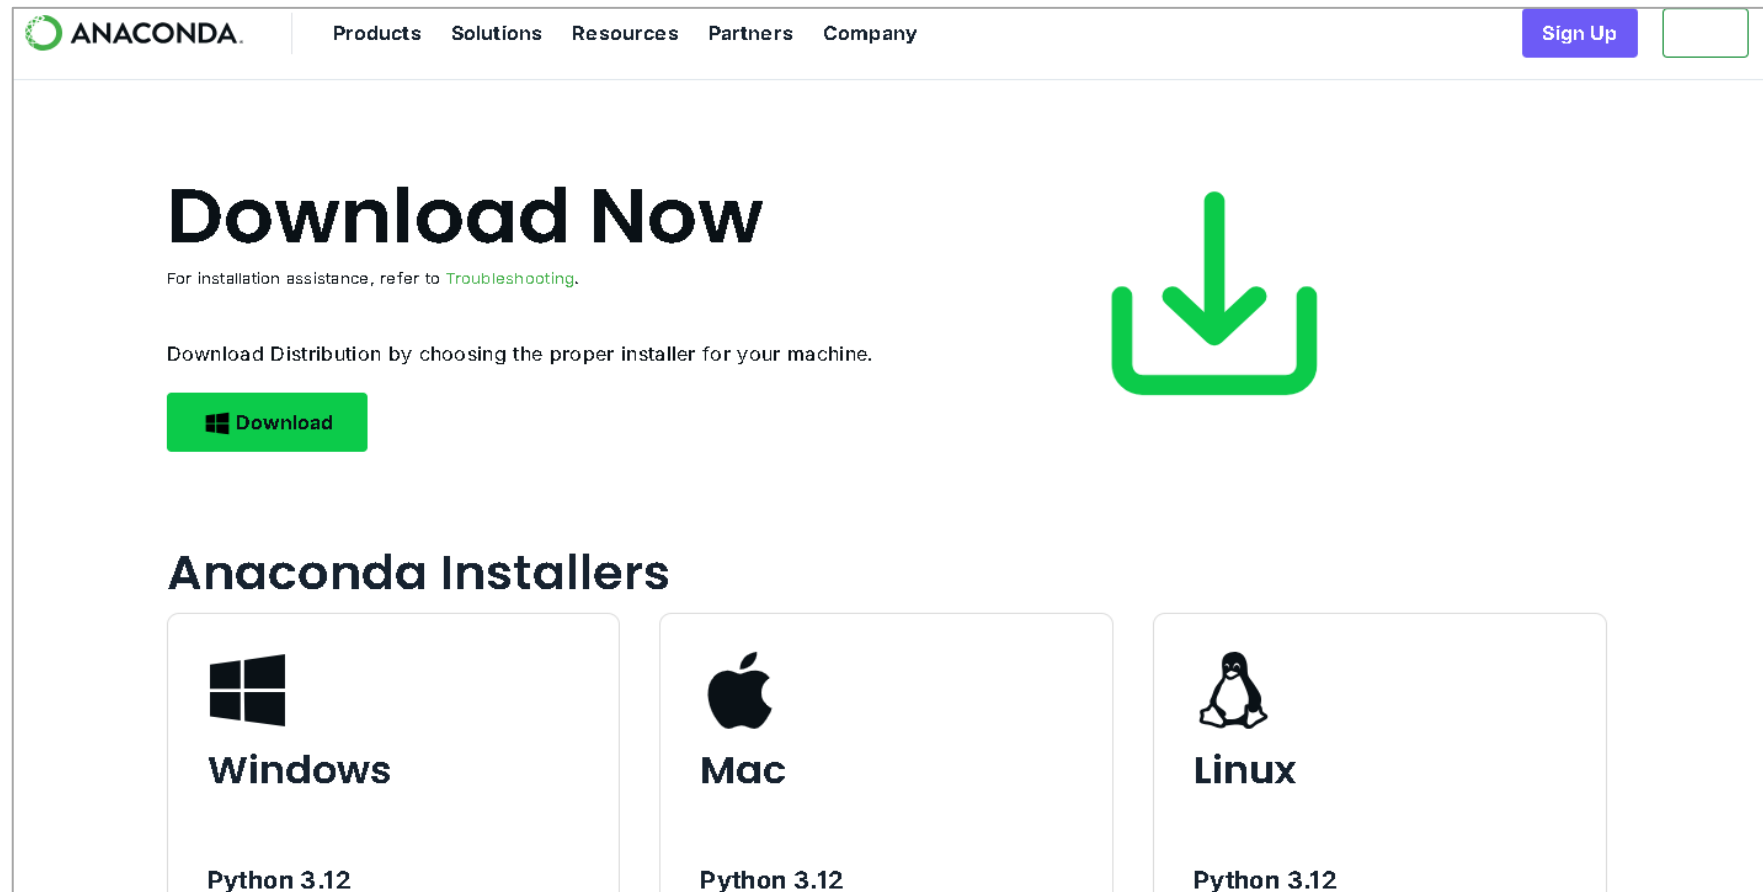 ANACONDA.
Products Solutions Resources Partners Company
Sign Up
Download Now
For installation assistance, refer to Troubleshooting.
Download Distribution by choosing the proper installer for your machine.
Download
Anaconda Installers
Windows Mac Linux
Python 3.12 Python 3.12 Python 3.12